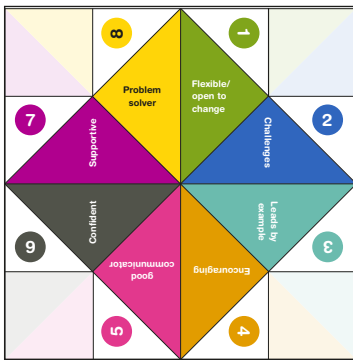 8
1
Problem
solver
Flexible/
open to
change
7
Supportive
Challenges
2
6
Confident
Leads by
example
3
good
communicator
Encouraging
5
4